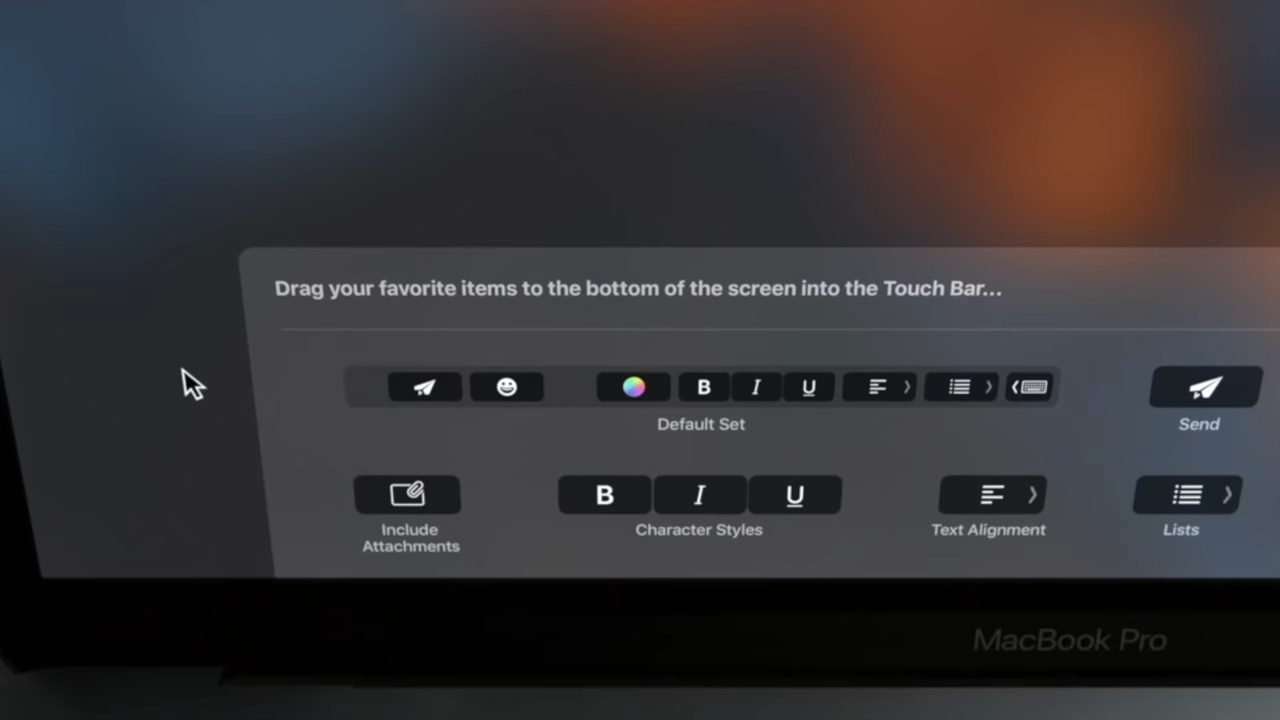 Drag your favorite items to the bottom of the screen into the Touch Bar...
B I U
Default Set
Send
B I U
Include
Attachments
Character Styles
Text Alignment
Lists
MacBook Pro